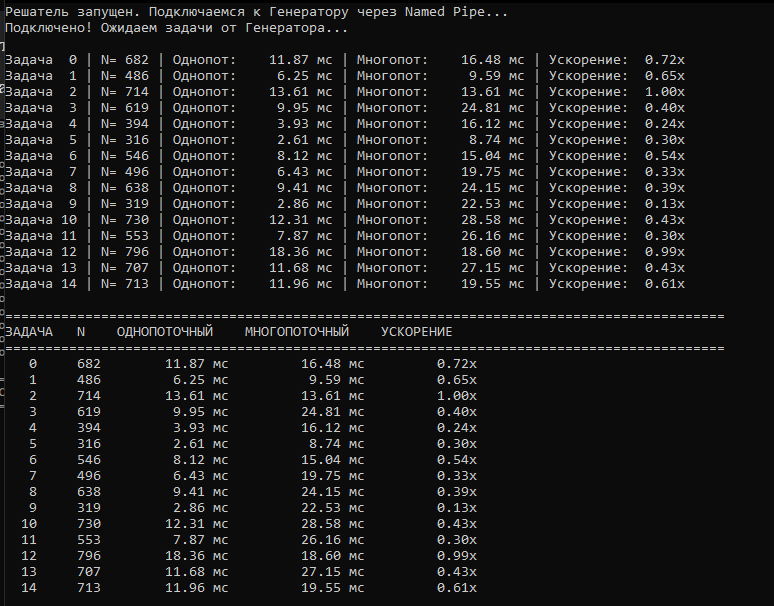 Решатель запущен. Подключаемся к Генератору через Named Pipe...
Подключено! Ожидаем задачи от Генератора...
Задача  0 | N= 682 | Однопот:    11.87 мс | Многопот:    16.48 мс | Ускорение:  0.72x
Задача  1 | N= 486 | Однопот:     6.25 мс | Многопот:     9.59 мс | Ускорение:  0.65x
Задача  2 | N= 714 | Однопот:    13.61 мс | Многопот:    13.61 мс | Ускорение:  1.00x
Задача  3 | N= 619 | Однопот:     9.95 мс | Многопот:    24.81 мс | Ускорение:  0.40x
Задача  4 | N= 394 | Однопот:     3.93 мс | Многопот:    16.12 мс | Ускорение:  0.24x
Задача  5 | N= 316 | Однопот:     2.61 мс | Многопот:     8.74 мс | Ускорение:  0.30x
Задача  6 | N= 546 | Однопот:     8.12 мс | Многопот:    15.04 мс | Ускорение:  0.54x
Задача  7 | N= 496 | Однопот:     6.43 мс | Многопот:    19.75 мс | Ускорение:  0.33x
Задача  8 | N= 638 | Однопот:     9.41 мс | Многопот:    24.15 мс | Ускорение:  0.39x
Задача  9 | N= 319 | Однопот:     2.86 мс | Многопот:    22.53 мс | Ускорение:  0.13x
Задача 10 | N= 730 | Однопот:    12.31 мс | Многопот:    28.58 мс | Ускорение:  0.43x
Задача 11 | N= 553 | Однопот:     7.87 мс | Многопот:    26.16 мс | Ускорение:  0.30x
Задача 12 | N= 796 | Однопот:    18.36 мс | Многопот:    18.60 мс | Ускорение:  0.99x
Задача 13 | N= 707 | Однопот:    11.68 мс | Многопот:    27.15 мс | Ускорение:  0.43x
Задача 14 | N= 713 | Однопот:    11.96 мс | Многопот:    19.55 мс | Ускорение:  0.61x
==========================================================================================
ЗАДАЧА   N    ОДНОПОТОЧНЫЙ    МНОГОПОТОЧНЫЙ    УСКОРЕНИЕ
==========================================================================================
0     682        11.87 мс         16.48 мс            0.72x
1     486         6.25 мс          9.59 мс            0.65x
2     714        13.61 мс         13.61 мс            1.00x
3     619         9.95 мс         24.81 мс            0.40x
4     394         3.93 мс         16.12 мс            0.24x
5     316         2.61 мс          8.74 мс            0.30x
6     546         8.12 мс         15.04 мс            0.54x
7     496         6.43 мс         19.75 мс            0.33x
8     638         9.41 мс         24.15 мс            0.39x
9     319         2.86 мс         22.53 мс            0.13x
10     730        12.31 мс         28.58 мс            0.43x
11     553         7.87 мс         26.16 мс            0.30x
12     796        18.36 мс         18.60 мс            0.99x
13     707        11.68 мс         27.15 мс            0.43x
14     713        11.96 мс         19.55 мс            0.61x